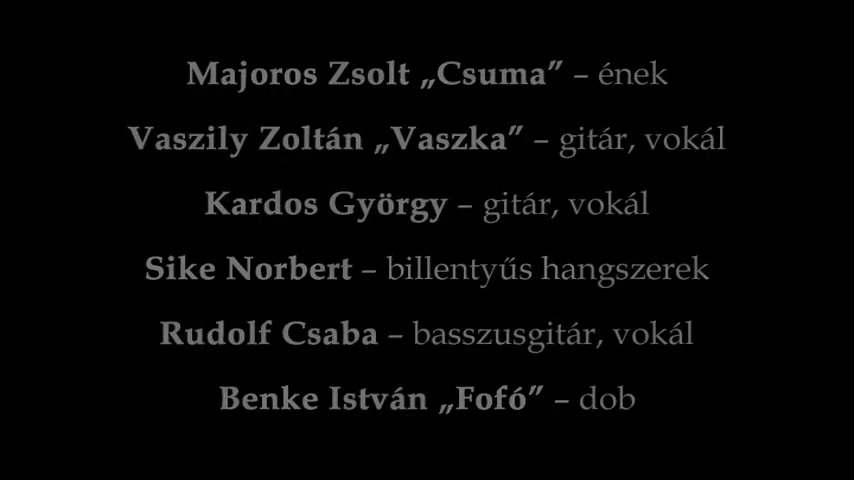 Majoros Zsolt „Csuma” – ének
Vaszily Zoltán „Vaszka” – gitár, vokál
Kardos György – gitár, vokál
Sike Norbert – billentyűs hangszerek
Rudolf Csaba – basszusgitár, vokál
Benke István „Fofó” – dob